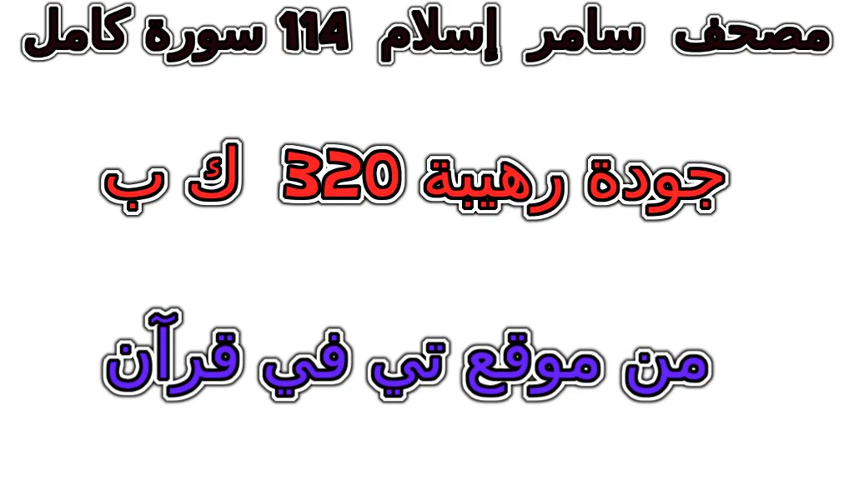 مصحف سامر إسلام 114 سورة كامل
جودة رهيبة 320 ك ب
من موقع تي في قرآن